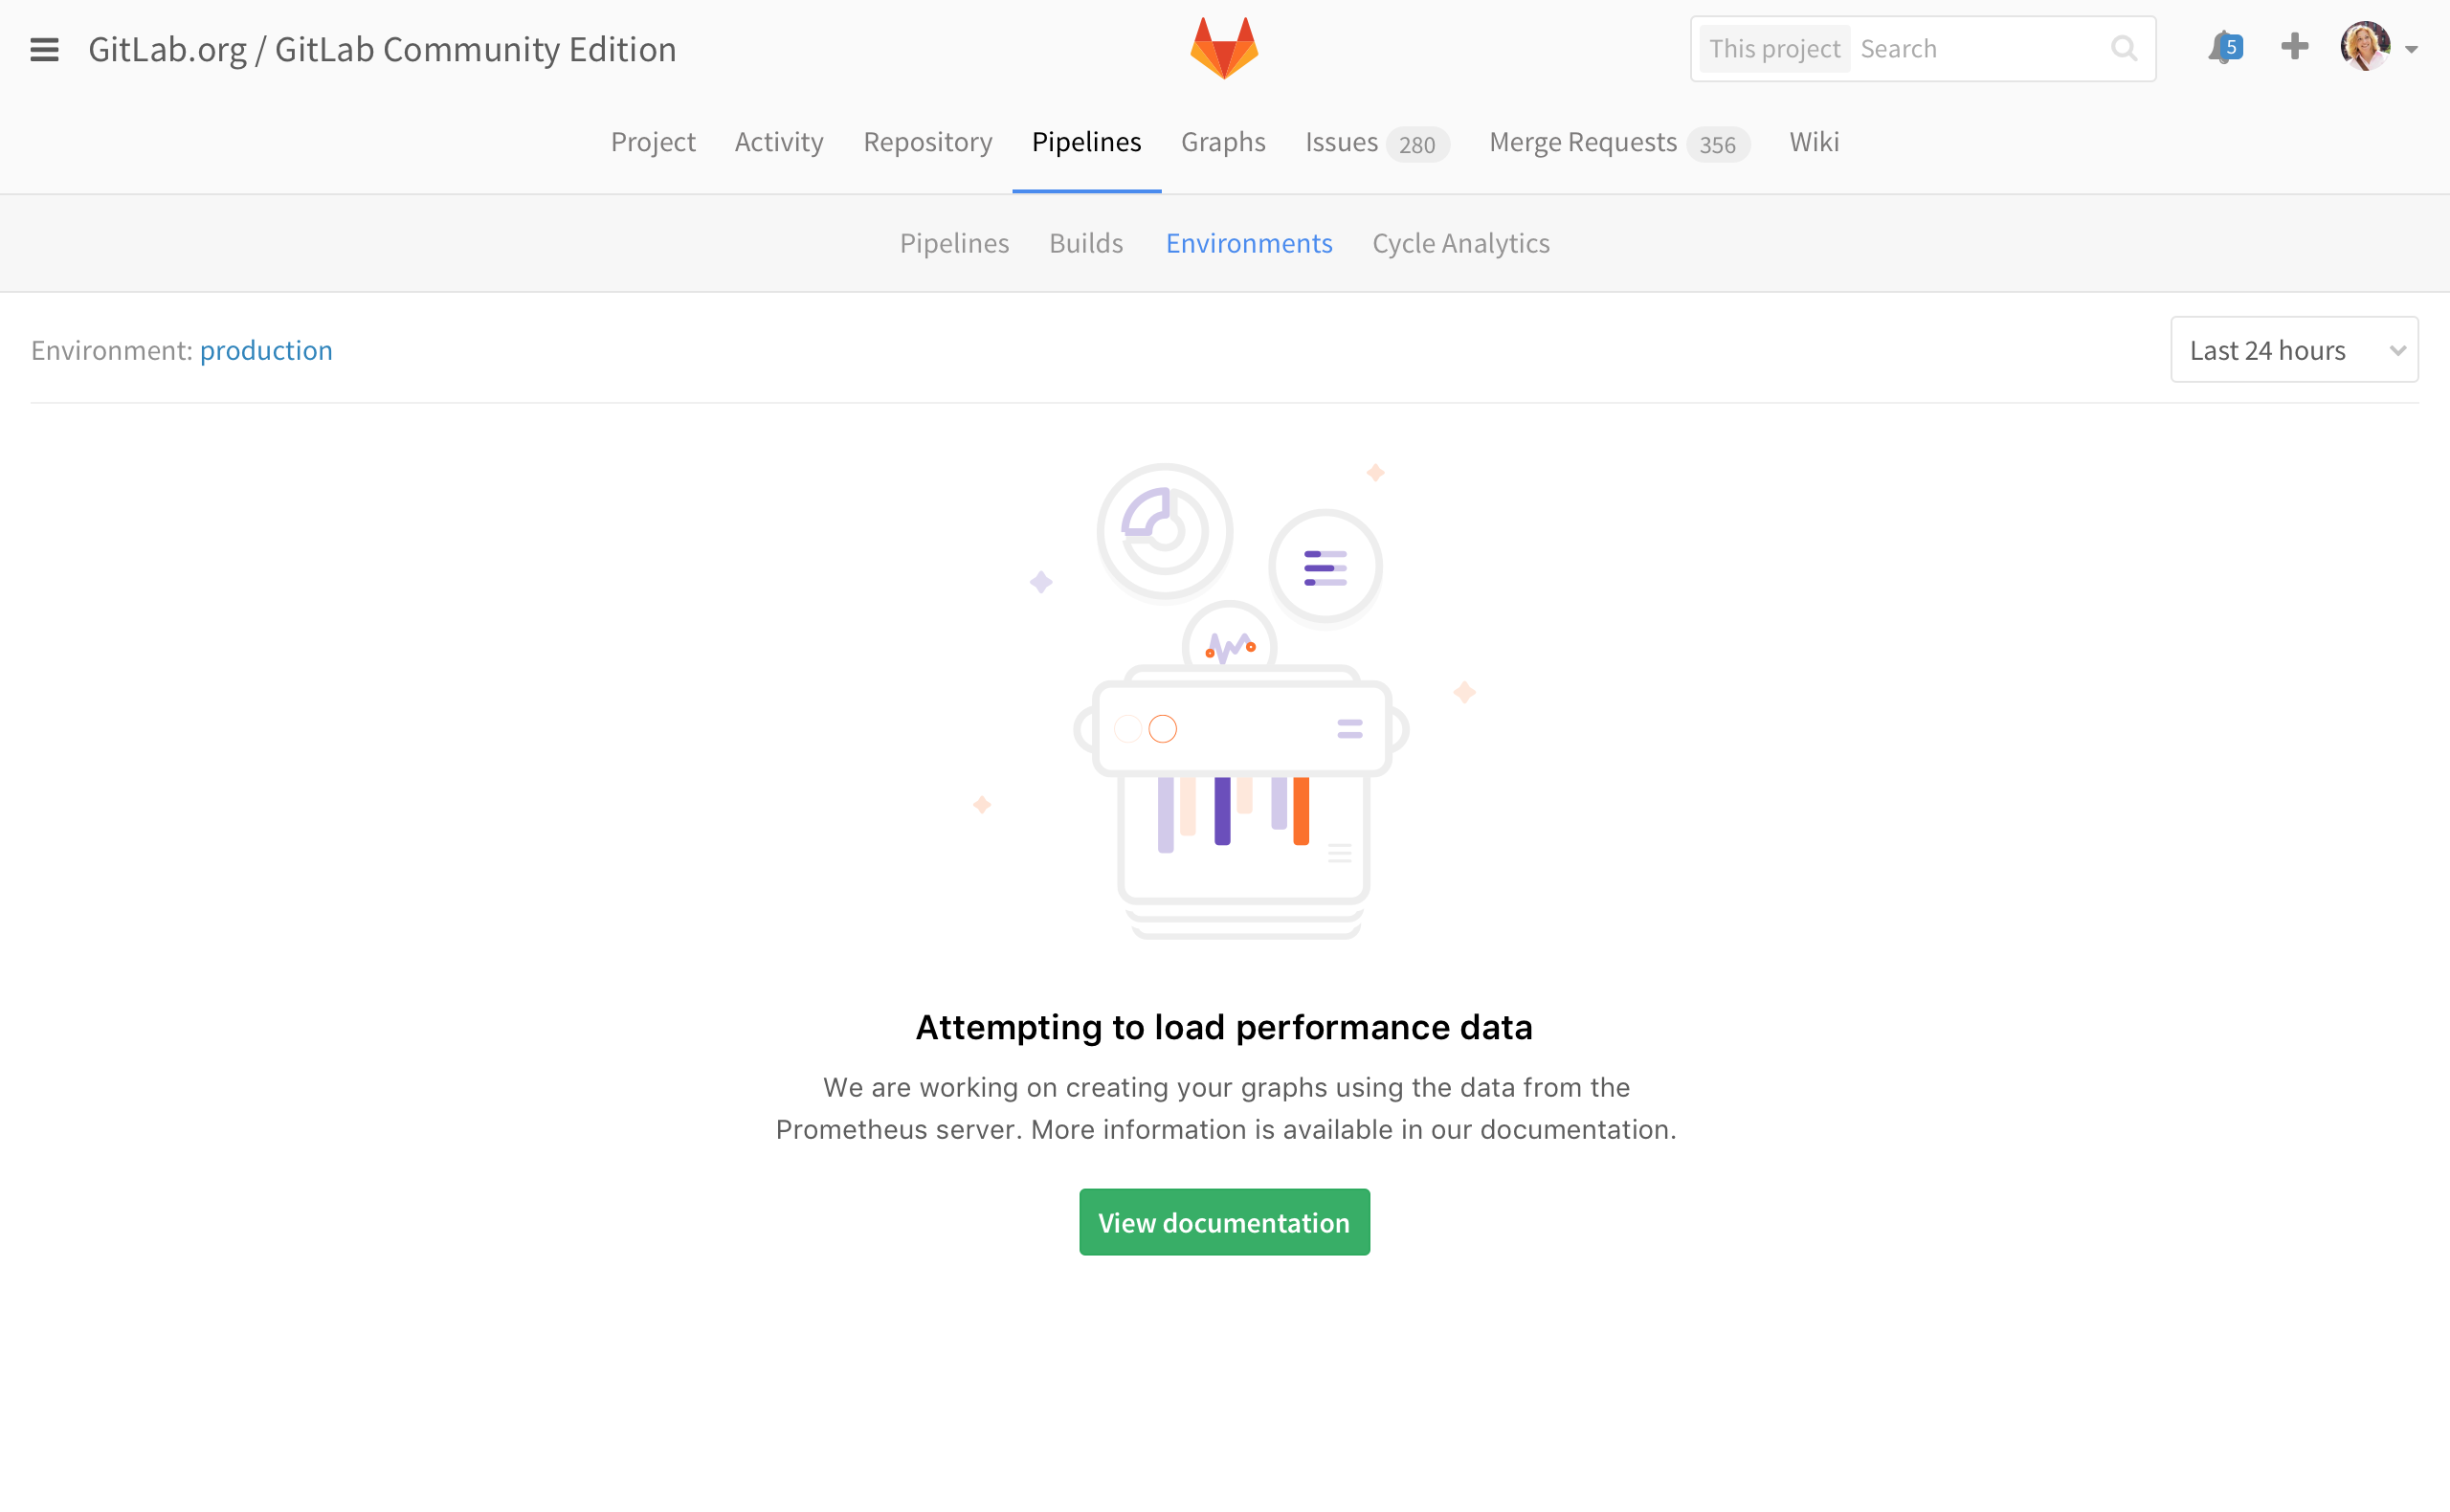 GitLab.org / GitLab Community Edition
This project Search
5
Project Activity Repository Pipelines Graphs Issues 280 Merge Requests 356 Wiki
Pipelines Builds Environments Cycle Analytics
Environment: production
Last 24 hours
Attempting to load performance data
We are working on creating your graphs using the data from the
Prometheus server. More information is available in our documentation.
View documentation